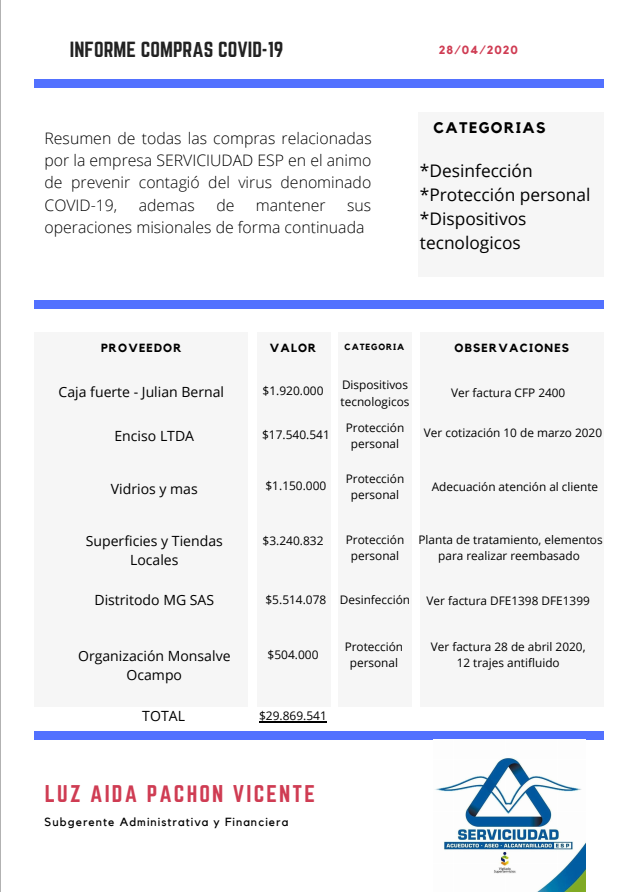 INFORME COMPRAS COVID-19
28/04/2020
Resumen de todas las compras relacionadas
por la empresa SERVICIUDAD ESP en el animo
de prevenir contagió del virus denominado
COVID-19, ademas de mantener sus
operaciones misionales de forma continuada
CATEGORIAS
*Desinfección
*Protección personal
*Dispositivos
tecnologicos
PROVEEDOR VALOR CATEGORIA OBSERVACIONES
Caja fuerte - Julian Bernal $1.920.000 Dispositivos tecnologicos Ver factura CFP 2400
Enciso LTDA $17.540.541 Protección personal Ver cotización 10 de marzo 2020
Vidrios y mas $1.150.000 Protección personal Adecuación atención al cliente
Superficies y Tiendas Locales $3.240.832 Protección personal Planta de tratamiento, elementos para realizar reembasado
Distritodo MG SAS $5.514.078 Desinfección Ver factura DFE1398 DFE1399
Organización Monsalve Ocampo $504.000 Protección personal Ver factura 28 de abril 2020, 12 trajes antifluido
TOTAL $29.869.541
LUZ AIDA PACHON VICENTE
Subgerente Administrativa y Financiera
SERVICIUDAD
ACUEDUCTO - ASEO - ALCANTARILLADO E S P